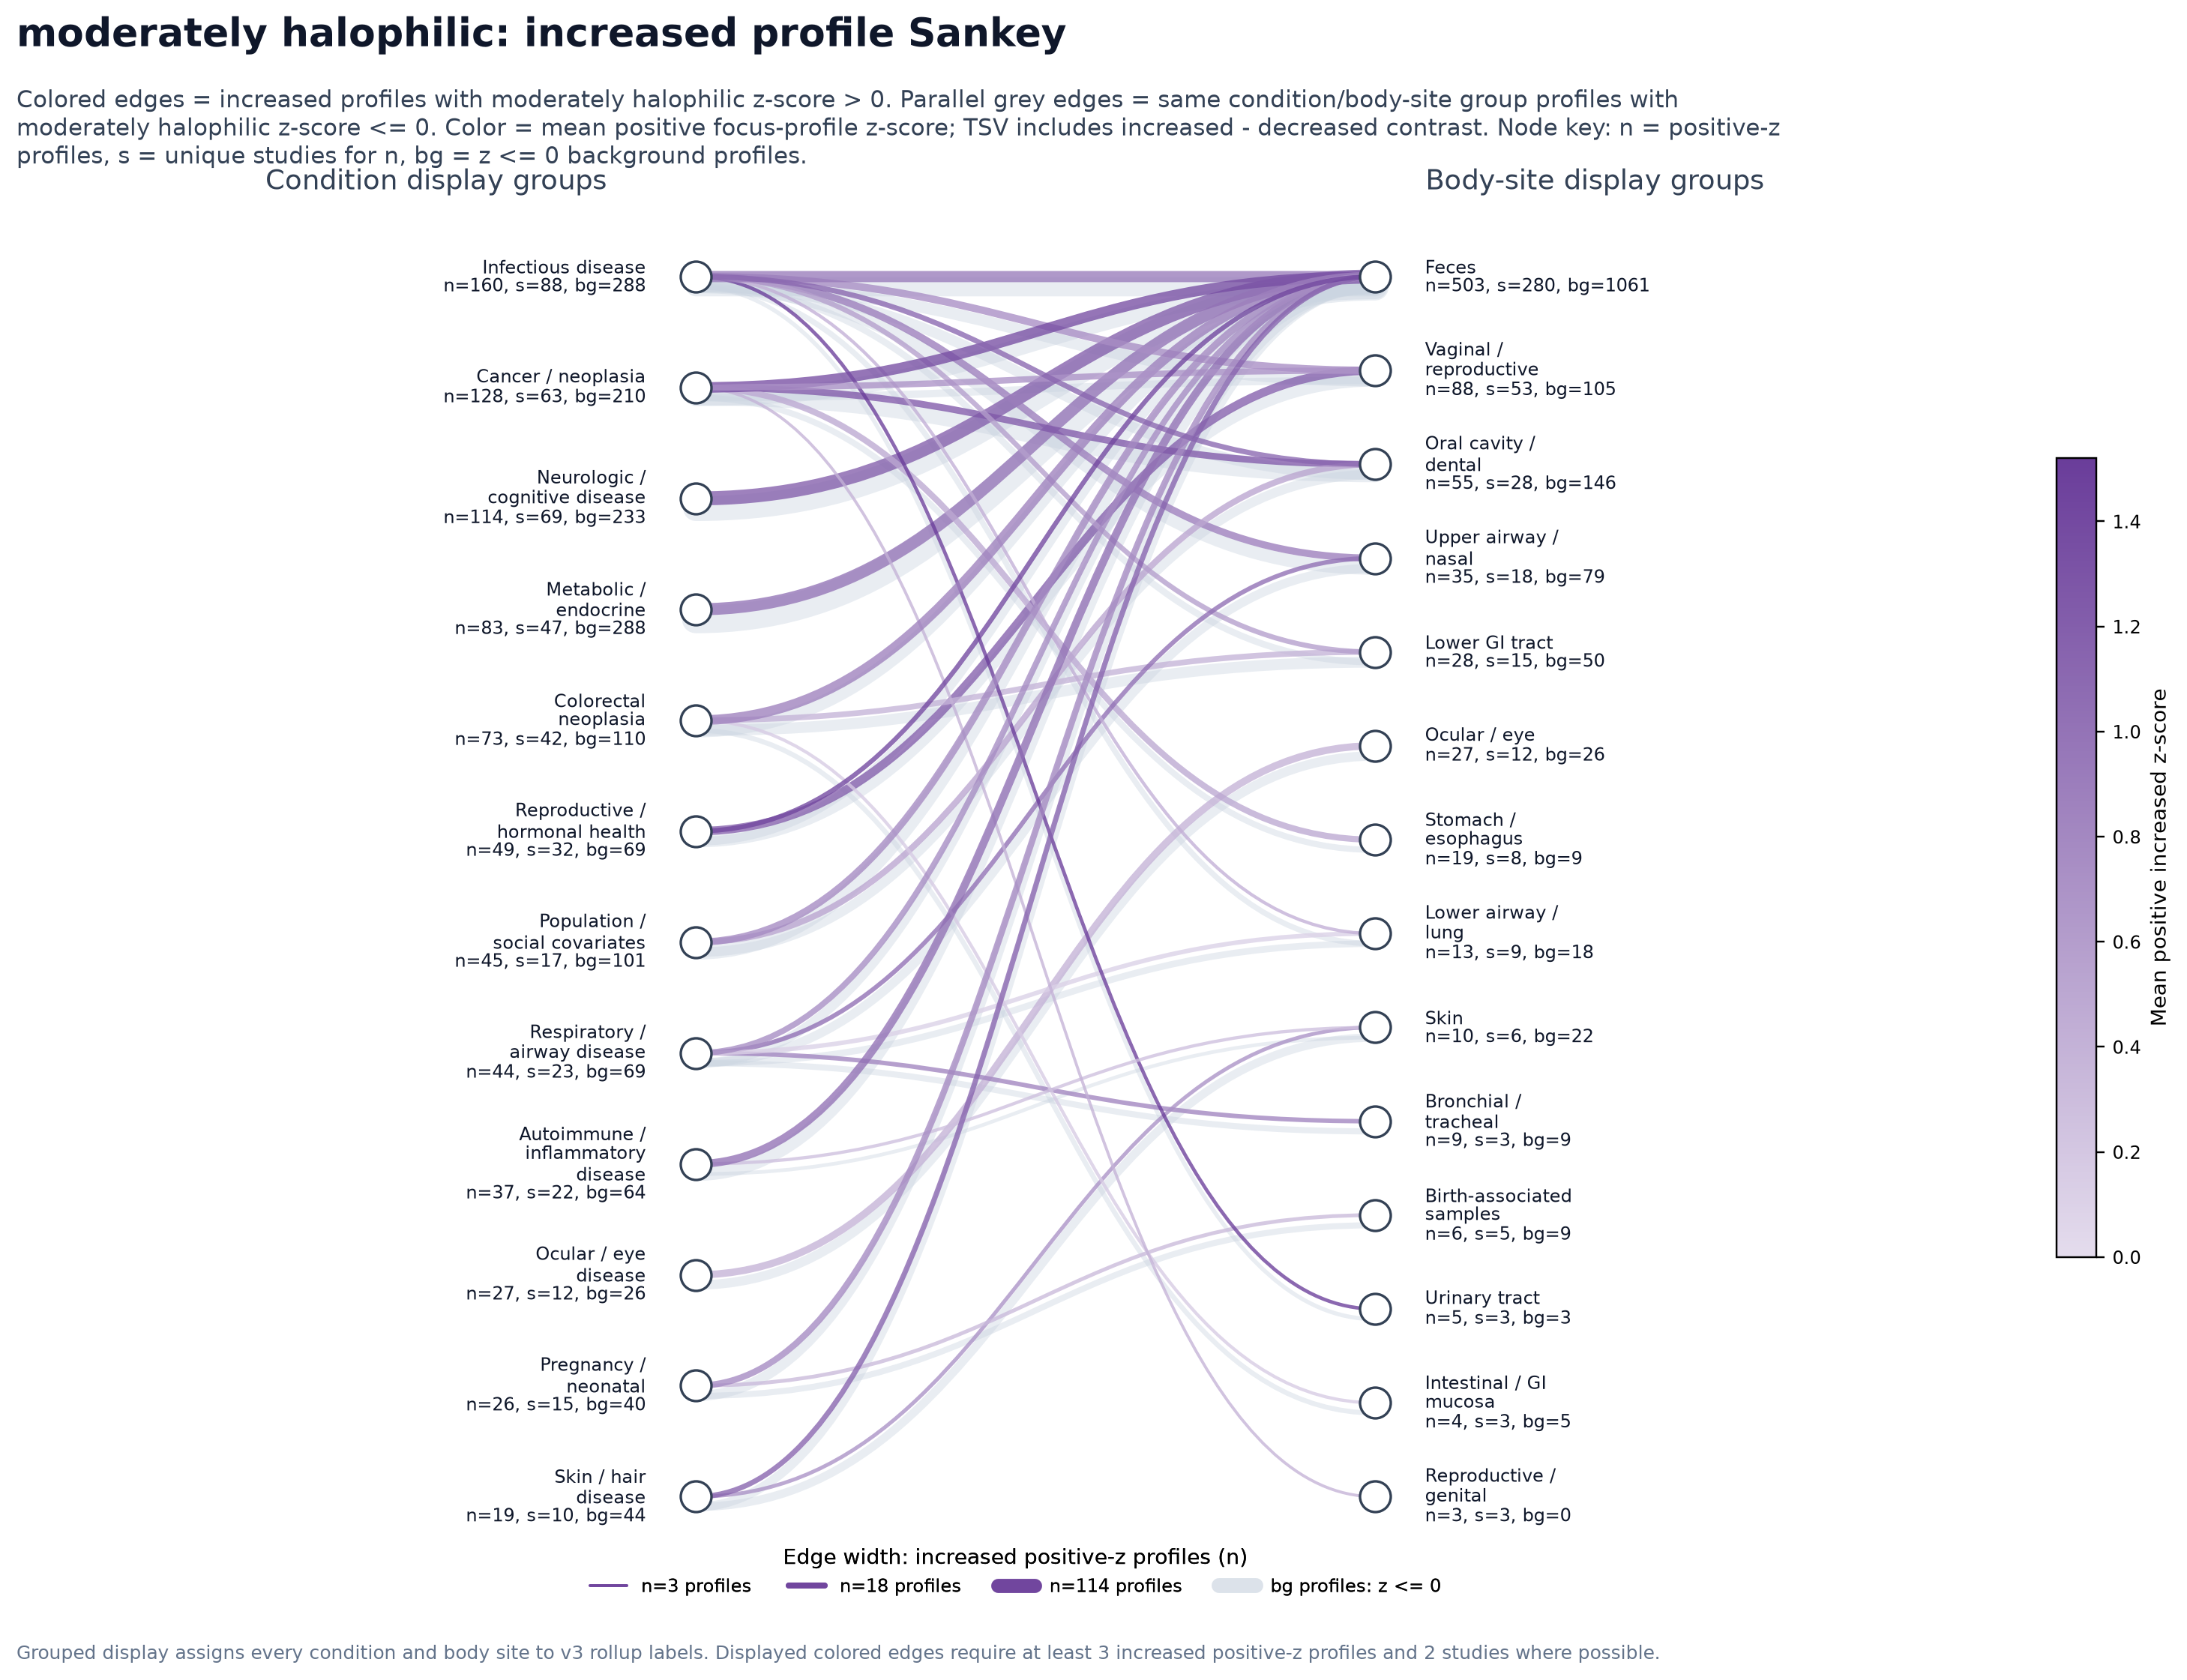 moderately halophilic: increased profile Sankey
Colored edges = increased profiles with moderately halophilic z-score > 0. Parallel grey edges = same condition/body-site group profiles with
moderately halophilic z-score <= 0. Color = mean positive focus-profile z-score; TSV includes increased - decreased contrast. Node key: n = positive-z
profiles, s = unique studies for n, bg = z <= 0 background profiles.
Condition display groups
Body-site display groups
Infectious disease
n=160, s=88, bg=288
Cancer / neoplasia
n=128, s=63, bg=210
Neurologic /
cognitive disease
n=114, s=69, bg=233
Metabolic /
endocrine
n=83, s=47, bg=288
Colorectal
neoplasia
n=73, s=42, bg=110
Reproductive /
hormonal health
n=49, s=32, bg=69
Population /
social covariates
n=45, s=17, bg=101
Respiratory /
airway disease
n=44, s=23, bg=69
Autoimmune /
inflammatory
disease
n=37, s=22, bg=64
Ocular / eye
disease
n=27, s=12, bg=26
Pregnancy /
neonatal
n=26, s=15, bg=40
Skin / hair
disease
n=19, s=10, bg=44
Feces
n=503, s=280, bg=1061
Vaginal /
reproductive
n=88, s=53, bg=105
Oral cavity /
dental
n=55, s=28, bg=146
Upper airway /
nasal
n=35, s=18, bg=79
Lower GI tract
n=28, s=15, bg=50
Ocular / eye
n=27, s=12, bg=26
Stomach /
esophagus
n=19, s=8, bg=9
Lower airway /
lung
n=13, s=9, bg=18
Skin
n=10, s=6, bg=22
Bronchial /
tracheal
n=9, s=3, bg=9
Birth-associated
samples
n=6, s=5, bg=9
Urinary tract
n=5, s=3, bg=3
Intestinal / GI
mucosa
n=4, s=3, bg=5
Reproductive /
genital
n=3, s=3, bg=0
1.4
1.2
1.0
0.8
0.6
0.4
0.2
0.0
Mean positive increased z-score
Edge width: increased positive-z profiles (n)
n=3 profiles
n=18 profiles
n=114 profiles
bg profiles: z <= 0
Grouped display assigns every condition and body site to v3 rollup labels. Displayed colored edges require at least 3 increased positive-z profiles and 2 studies where possible.